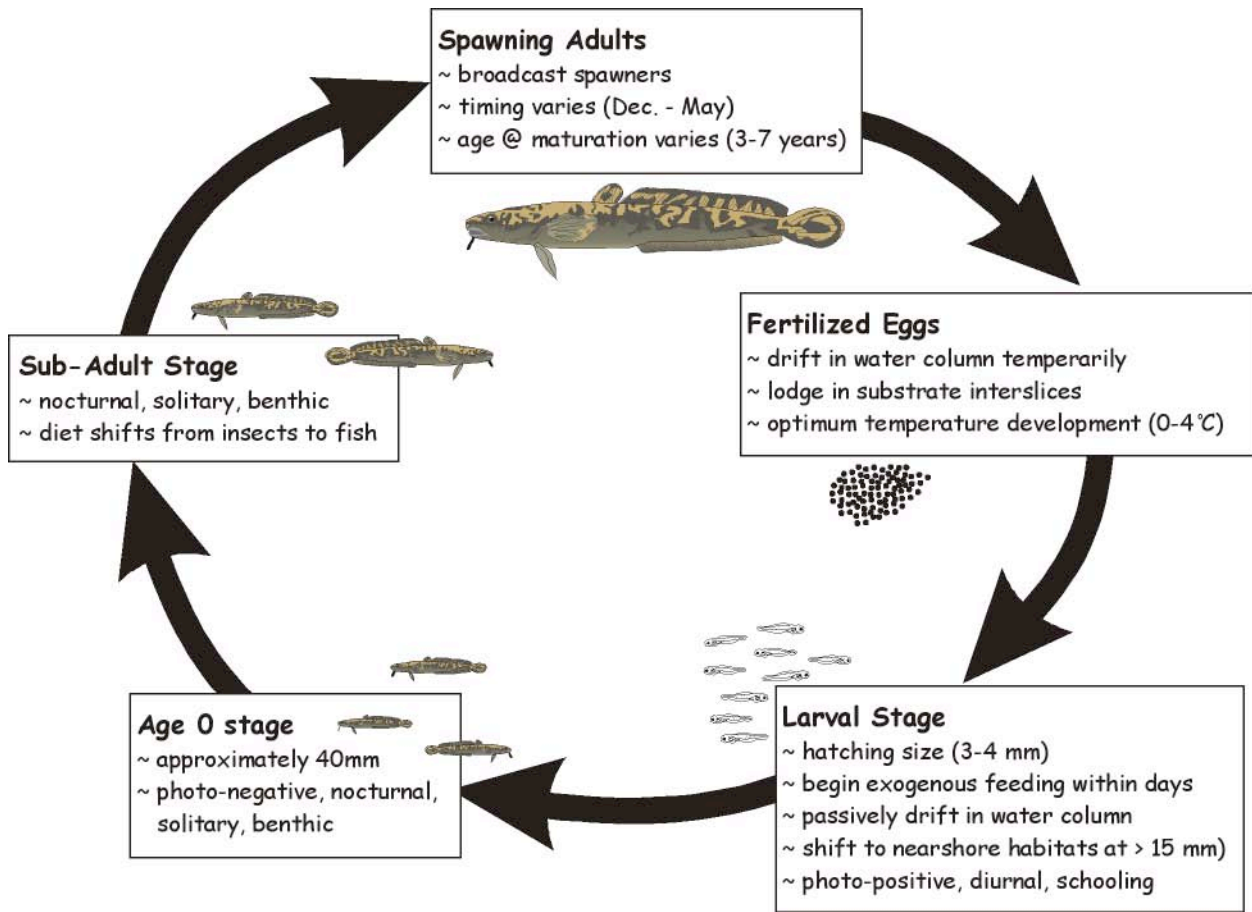 Spawning Adults
~ broadcast spawners
~ timing varies (Dec. - May)
~ age @ maturation varies (3-7 years)
Fertilized Eggs
~ drift in water column temperarily
~ lodge in substrate interslices
~ optimum temperature development (0-4°C)
Larval Stage
~ hatching size (3-4 mm)
~ begin exogenous feeding within days
~ passively drift in water column
~ shift to nearshore habitats at > 15 mm)
~ photo-positive, diurnal, schooling
Age 0 stage
~ approximately 40mm
~ photo-negative, nocturnal,
solitary, benthic
Sub-Adult Stage
~ nocturnal, solitary, benthic
~ diet shifts from insects to fish